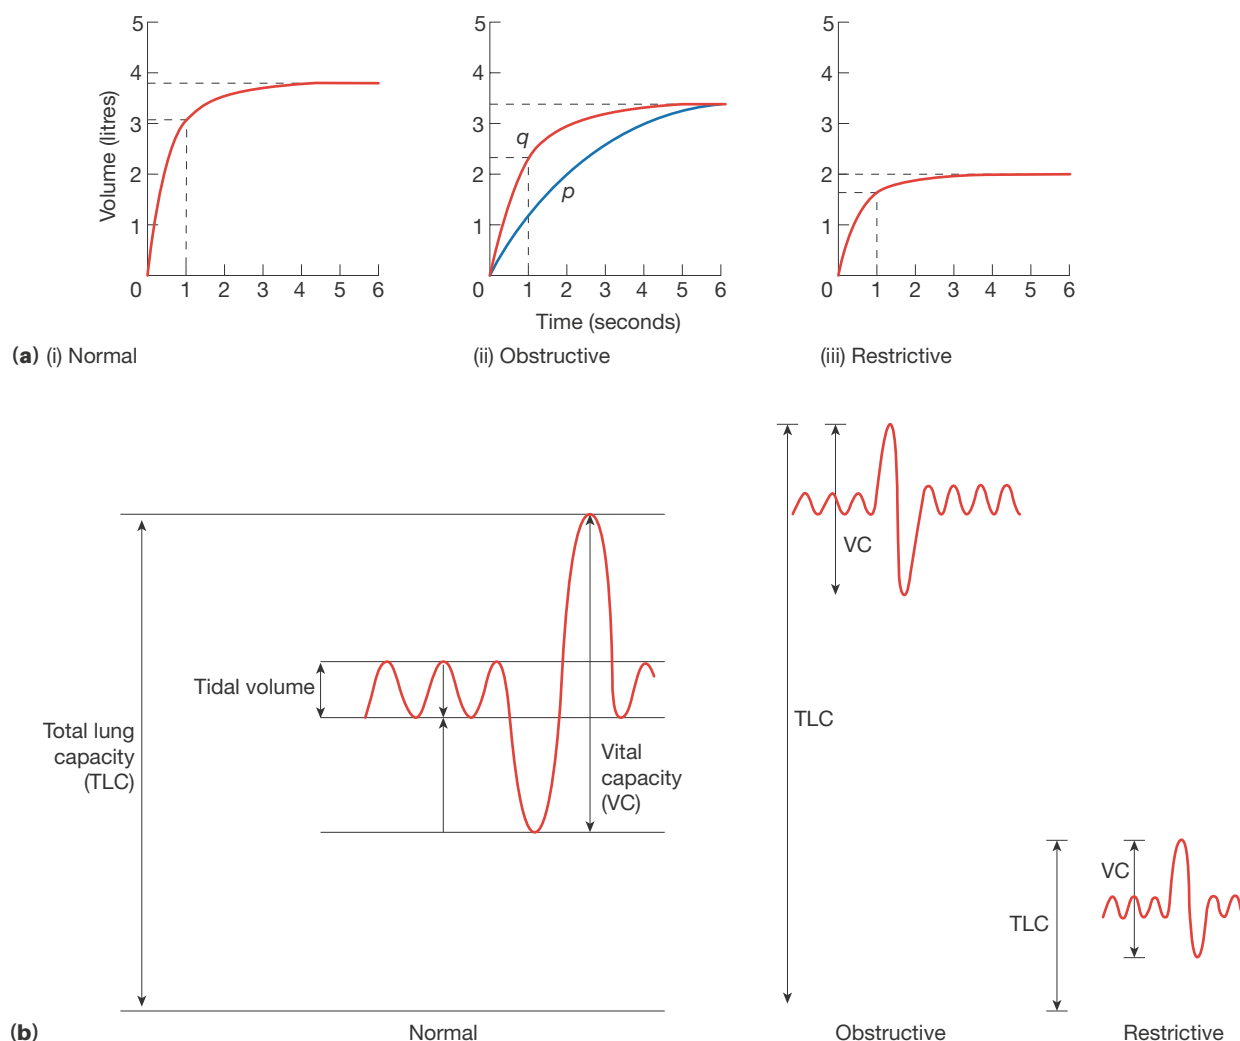 5
4
3
2
1
0
1
2
3
4
5
6
Volume (litres)
(a) (i) Normal
5
4
3
2
1
0
1
2
3
4
5
6
q
p
Time (seconds)
(ii) Obstructive
5
4
3
2
1
0
1
2
3
4
5
6
(iii) Restrictive
Total lung
capacity
(TLC)
Tidal volume
Vital
capacity
(VC)
Normal
VC
TLC
Obstructive
VC
TLC
Restrictive
(b)